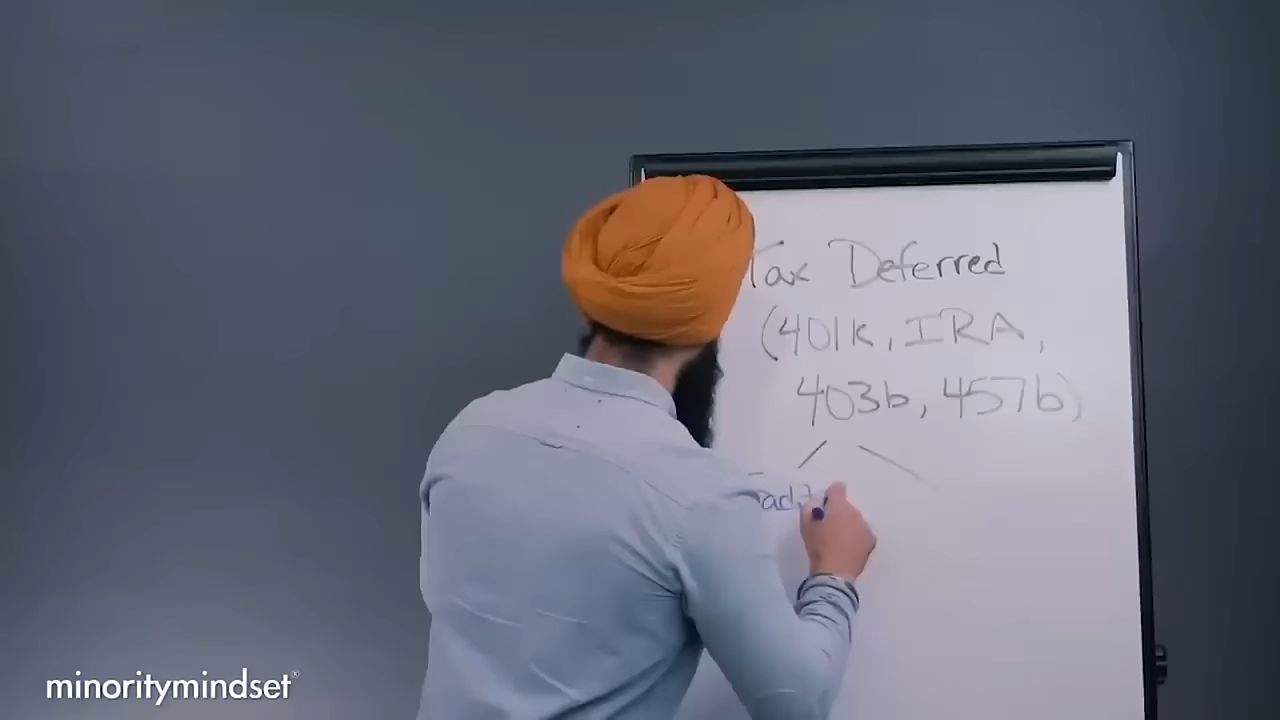 Tax Deferred
(401k, IRA,
403b, 457b)
minoritymindset®